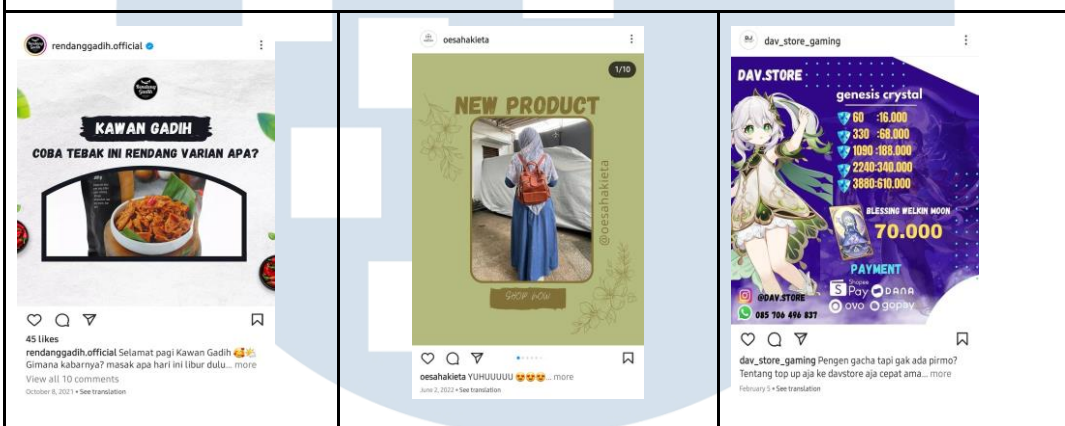 rendanggadih.official
Rendang
Gadih
KAWAN GADIH
COBA TEBAK INI RENDANG VARIAN APA?
45 likes
rendanggadih.official Selamat pagi Kawan Gadih 🥰🌾
Gimana kabarnya? masak apa hari ini libur dulu... more
View all 10 comments
October 8, 2021 • See translation
oesahakieta
1/10
NEW PRODUCT
@oesahakieta
SHOP NOW
oesahakieta YUHUUUUU 😍😍😍... more
June 2, 2022 • See translation
dav_store_gaming
DAV.STORE
genesis crystal
60 :16.000
330 :68.000
1090 :188.000
2240:340.000
3880:610.000
BLESSING WELKIN MOON
70.000
PAYMENT
Shopee
Pay DANA
OVO gopay
@DAV.STORE
085 706 496 837
dav_store_gaming Pengen gacha tapi gak ada pirmo?
Tentang top up aja ke davstore aja cepat ama... more
February 5 • See translation